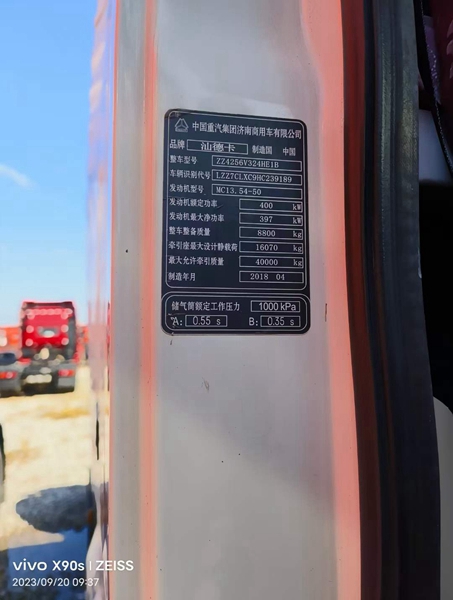 中国重汽集团济南商用车有限公司
品牌 汕德卡 制造国 中国
整车型号 ZZ4256V324HE1B
车辆识别代号 LZZ7CLXC9HC239189
发动机型号 MC13.54-50
发动机额定功率 400 kW
发动机最大净功率 397 kW
整车整备质量 8800 kg
牵引座最大设计静载荷 16070 kg
最大允许牵引质量 40000 kg
制造年月 2018 04
储气筒额定工作压力 1000 kPa
A: 0.55 s B: 0.35 s
vivo X90s | ZEISS
2023/09/20 09:37